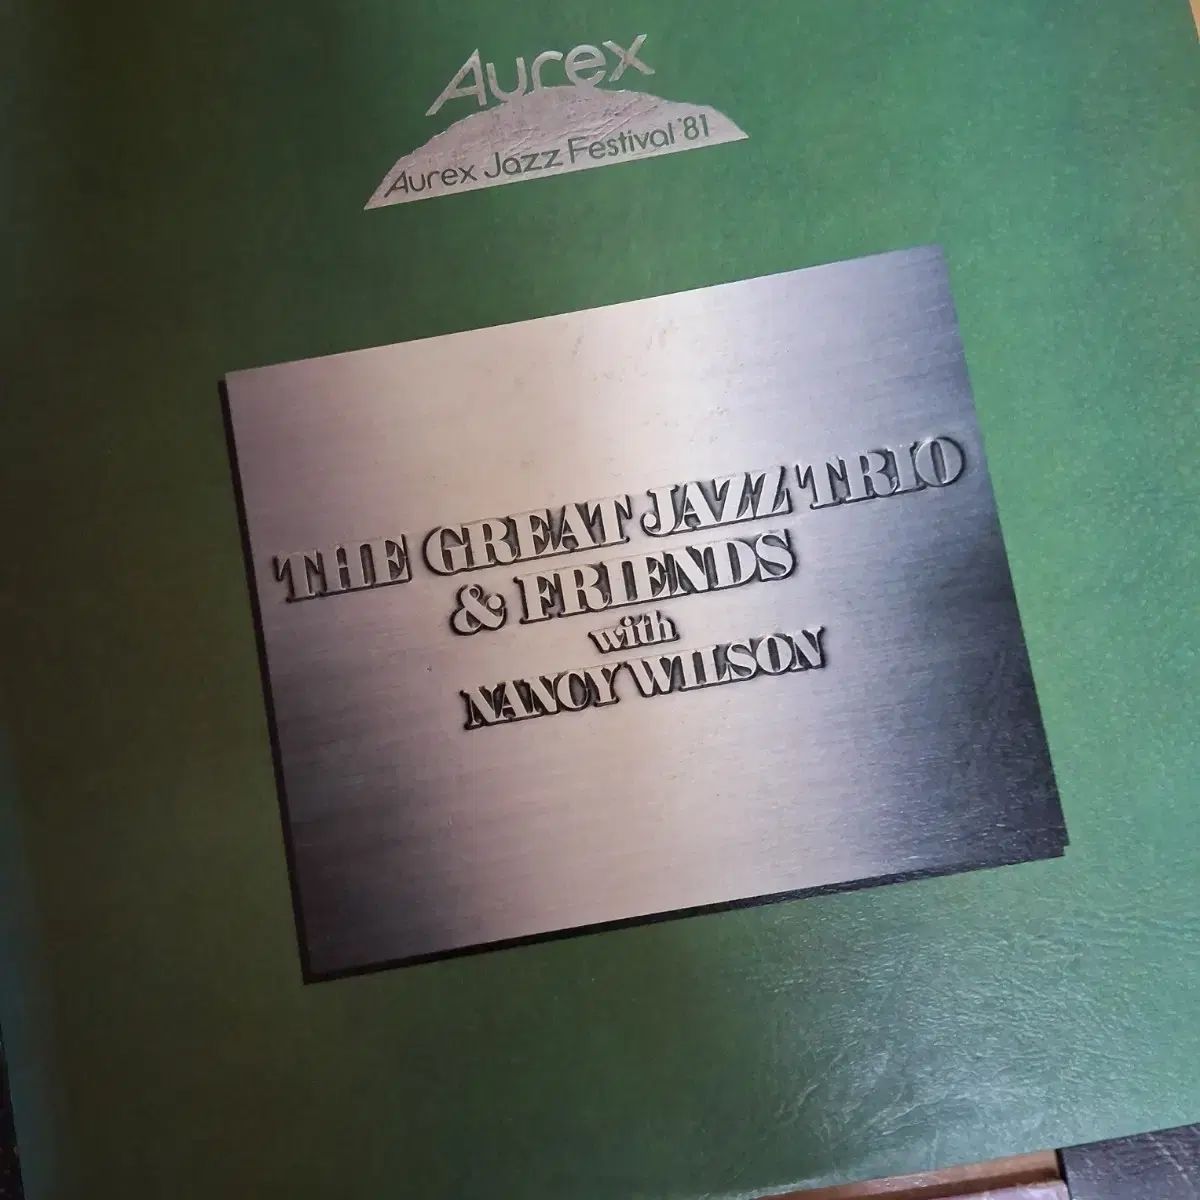 Aurex
Aurex Jazz Festival '81
THE GREAT JAZZ TRIO
& FRIENDS
with
NANCY WILSON